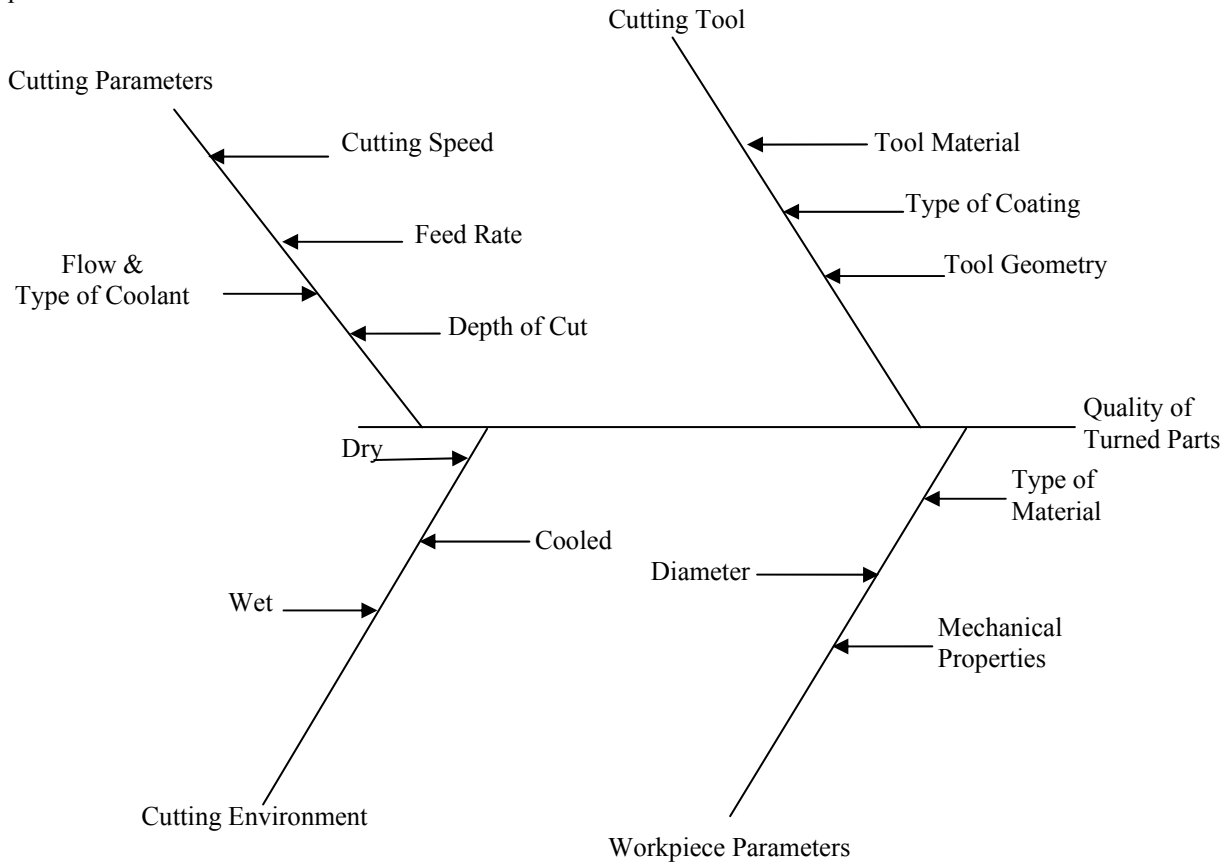 Cutting Tool
Cutting Parameters
Cutting Speed
Tool Material
Type of Coating
Feed Rate
Flow &
Type of Coolant
Tool Geometry
Depth of Cut
Quality of
Turned Parts
Dry
Type of
Material
Cooled
Diameter
Wet
Mechanical
Properties
Cutting Environment
Workpiece Parameters